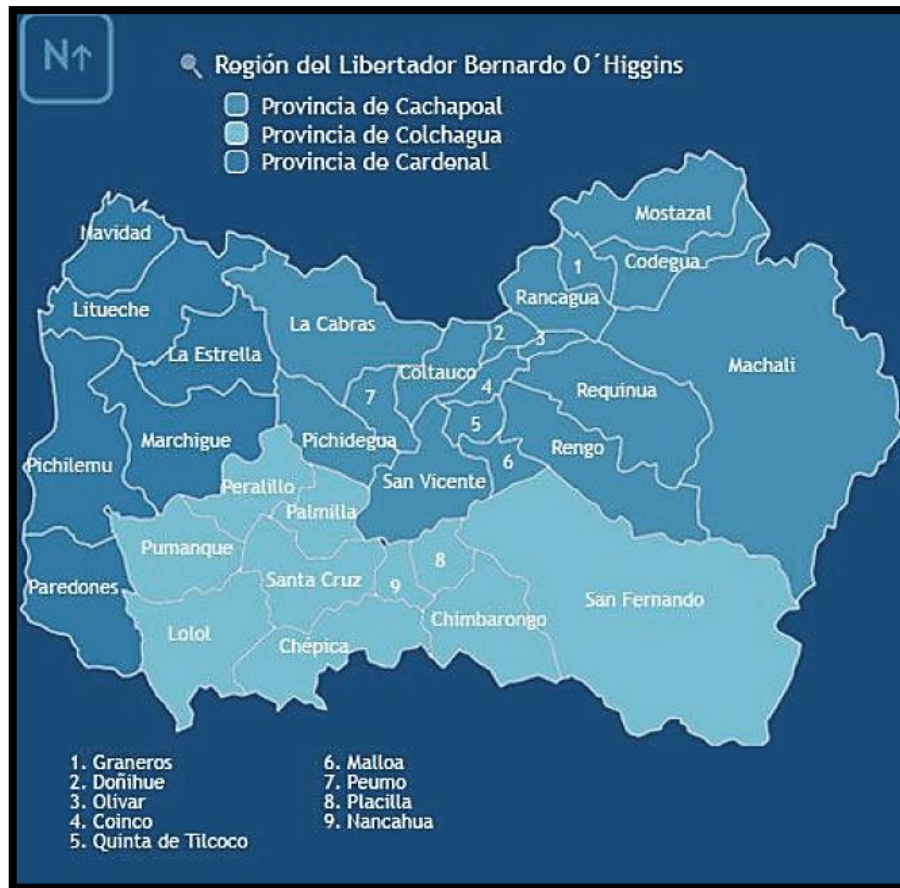 N↑
Región del Libertador Bernardo O´Higgins
Provincia de Cachapoal
Provincia de Colchagua
Provincia de Cardenal
Mostazal
Navidad
1
Codegua
Rancagua
Litueche
La Cabras
2
3
La Estrella
Machali
Coltauco
4
7
Requinua
5
Marchigue
Pichidegua
Rengo
6
Pichilemu
San Vicente
Peralillo
Palmilla
Pumanque
8
Santa Cruz
9
Paredones
San Fernando
Chimbarongo
Lolol
Chépica
1. Graneros
2. Doñihue
3. Olivar
4. Coinco
5. Quinta de Tilcoco
6. Malloa
7. Peumo
8. Placilla
9. Nancahua